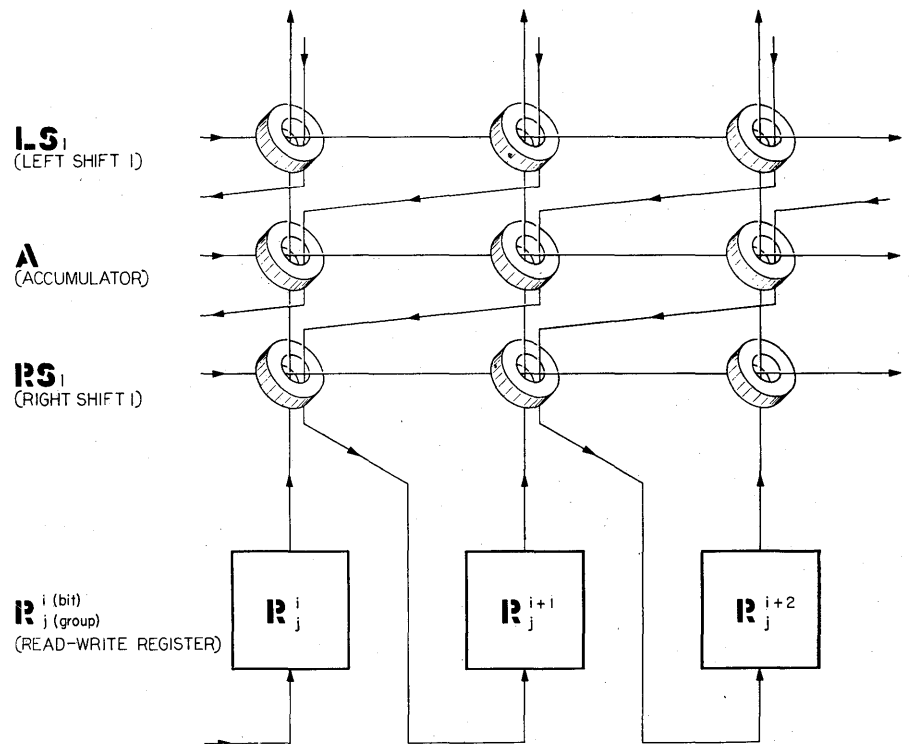 LS1
(LEFT SHIFT 1)
A
(ACCUMULATOR)
RS1
(RIGHT SHIFT 1)
R i (bit) j (group)
(READ-WRITE REGISTER)
R i j
R i+1 j
R i+2 j